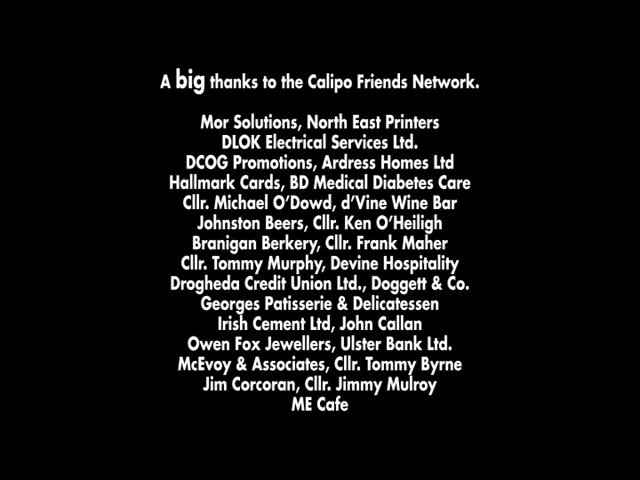 A big thanks to the Calipo Friends Network.
Mor Solutions, North East Printers
DLOK Electrical Services Ltd.
DCOG Promotions, Ardress Homes Ltd
Hallmark Cards, BD Medical Diabetes Care
Cllr. Michael O'Dowd, d'Vine Wine Bar
Johnston Beers, Cllr. Ken O'Heiligh
Branigan Berkery, Cllr. Frank Maher
Cllr. Tommy Murphy, Devine Hospitality
Drogheda Credit Union Ltd., Doggett & Co.
Georges Patisserie & Delicatessen
Irish Cement Ltd, John Callan
Owen Fox Jewellers, Ulster Bank Ltd.
McEvoy & Associates, Cllr. Tommy Byrne
Jim Corcoran, Cllr. Jimmy Mulroy
ME Cafe